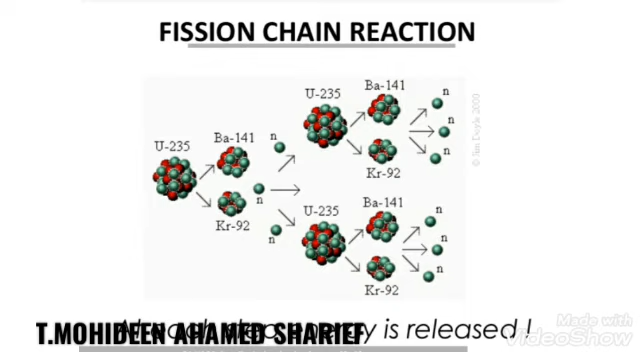 FISSION CHAIN REACTION
U-235
Ba-141
Kr-92
n
n
n
U-235
Ba-141
Kr-92
n
n
n
U-235
Ba-141
Kr-92
n
n
n
© Jim Doyle 2000
T.MOHIDEEN AHAMED SHARIEF
is released !
Made with
VideoShow